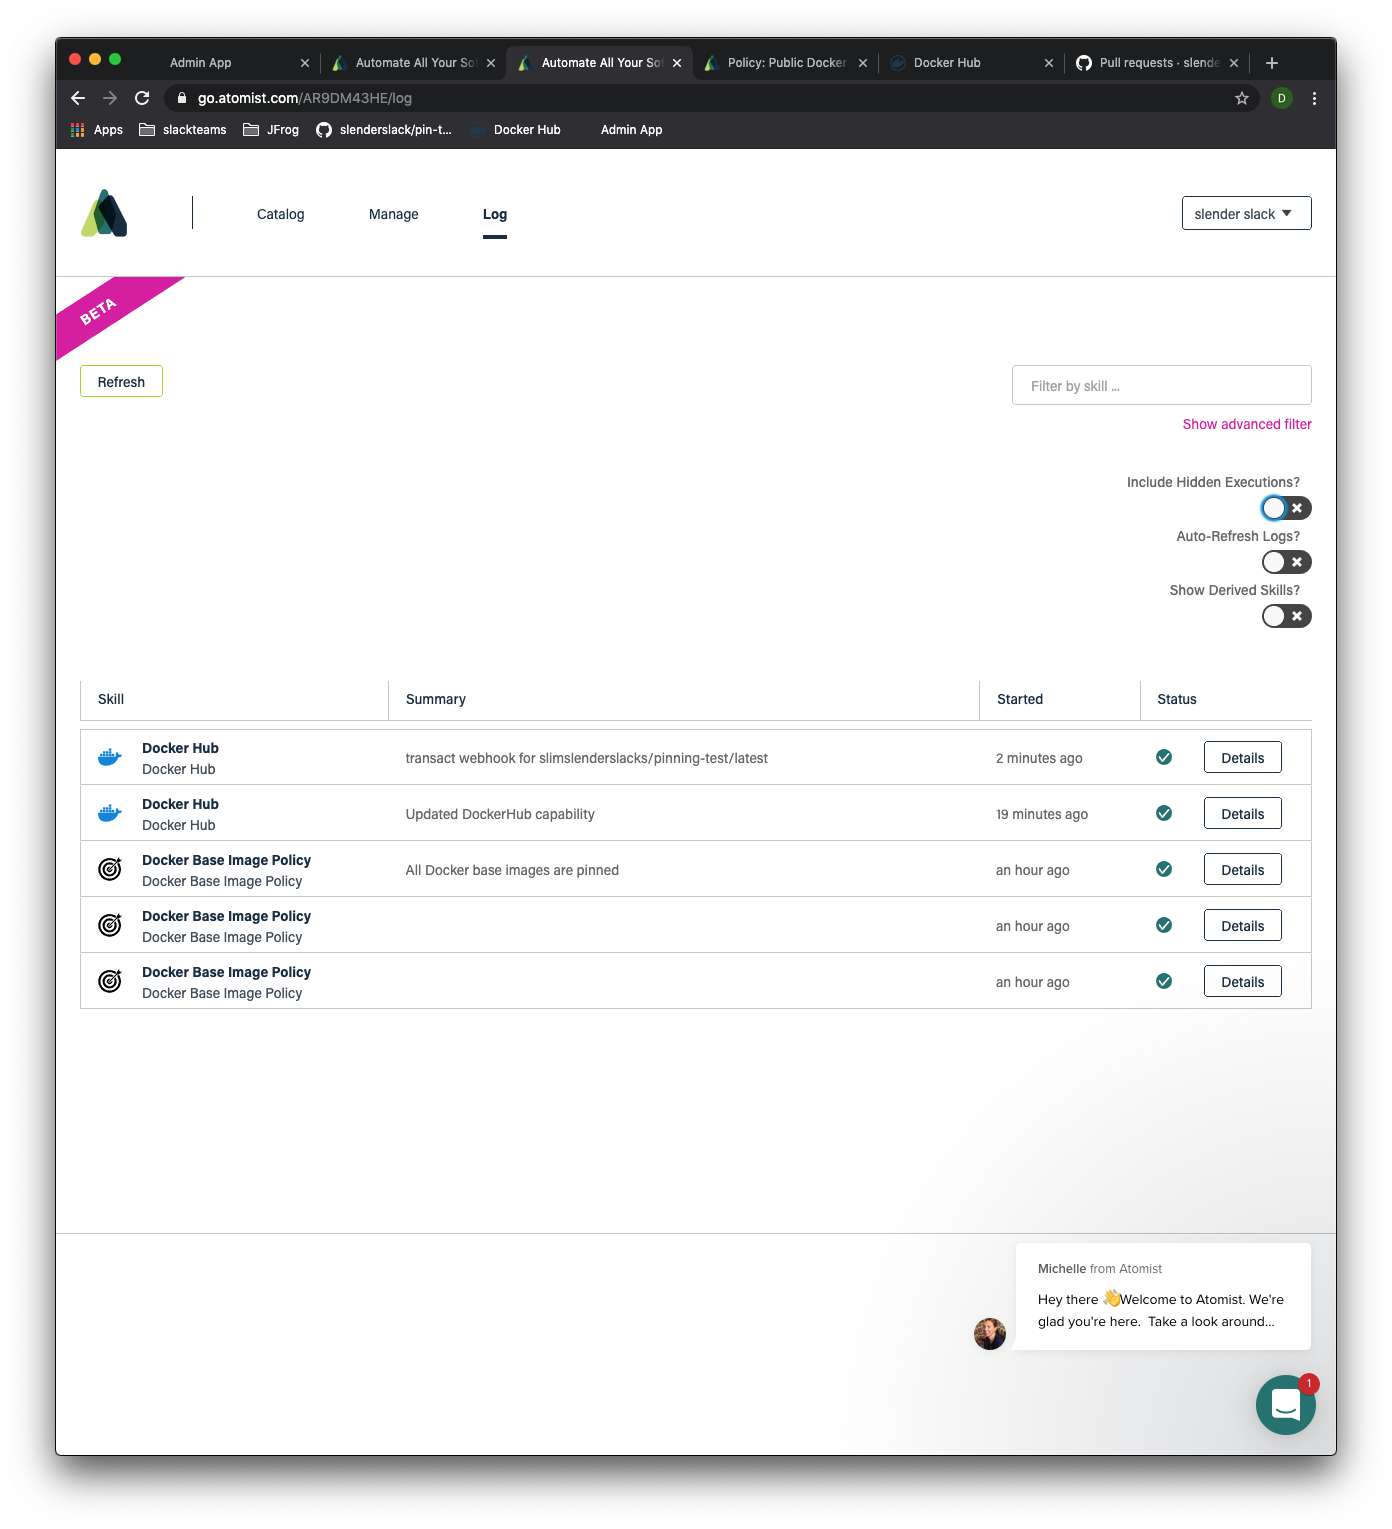 Admin App
Automate All Your Sof
Automate All Your Sof
Policy: Public Docker
Docker Hub
Pull requests · slende
go.atomist.com/AR9DM43HE/log
D
Apps
slackteams
JFrog
slenderslack/pin-t...
Docker Hub
Admin App
Catalog
Manage
Log
slender slack
BETA
Refresh
Filter by skill ...
Show advanced filter
Include Hidden Executions?
Auto-Refresh Logs?
Show Derived Skills?
Skill
Summary
Started
Status
Docker Hub
Docker Hub
transact webhook for slimslenderslacks/pinning-test/latest
2 minutes ago
Details
Docker Hub
Docker Hub
Updated DockerHub capability
19 minutes ago
Details
Docker Base Image Policy
Docker Base Image Policy
All Docker base images are pinned
an hour ago
Details
Docker Base Image Policy
Docker Base Image Policy
an hour ago
Details
Docker Base Image Policy
Docker Base Image Policy
an hour ago
Details
Michelle from Atomist
Hey there 👋Welcome to Atomist. We're
glad you're here. Take a look around...
1